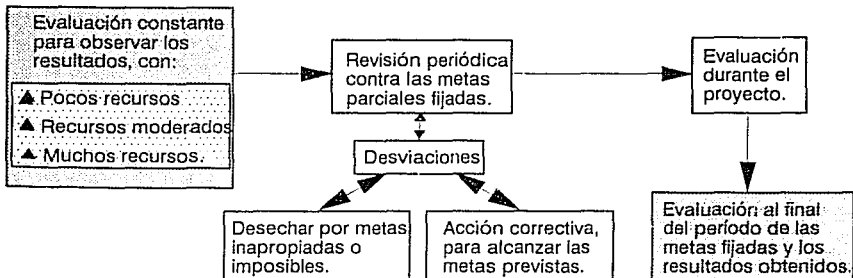 Evaluación constante
para observar los
resultados, con:
Pocos recursos
Recursos moderados
Muchos recursos.
Revisión periódica
contra las metas
parciales fijadas.
Desviaciones
Desechar por metas
inapropiadas o
imposibles.
Acción correctiva,
para alcanzar las
metas previstas.
Evaluación
durante el
proyecto.
Evaluación al final
del período de las
metas fijadas y los
resultados obtenidos.